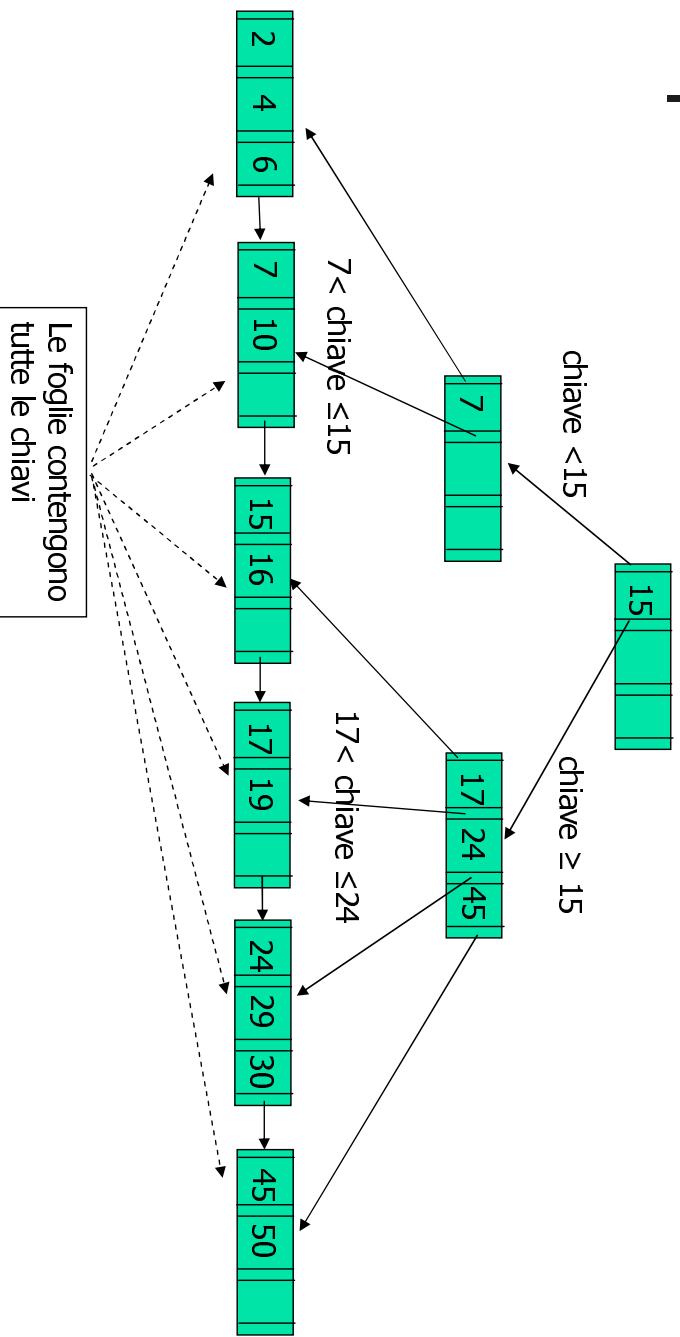 15
chiave <15
chiave ≥ 15
7
17 24 45
7< chiave ≤15
17< chiave ≤24
2 4 6
7 10
15 16
17 19
24 29 30
45 50
Le foglie contengono
tutte le chiavi